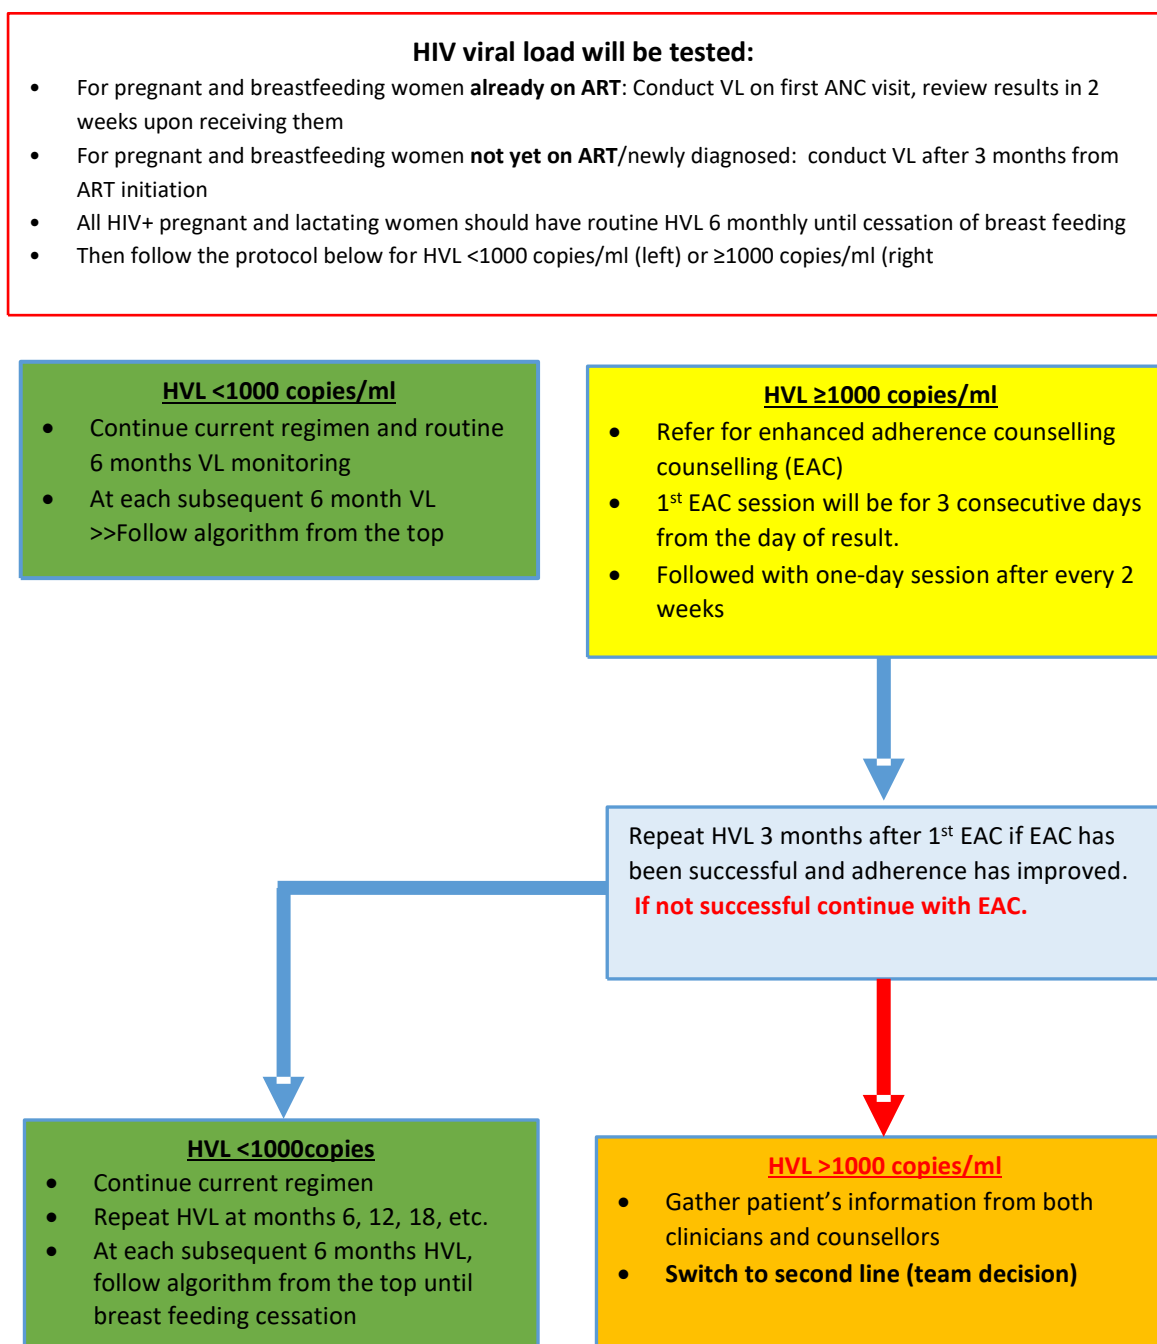 HIV viral load will be tested:
• For pregnant and breastfeeding women already on ART: Conduct VL on first ANC visit, review results in 2
weeks upon receiving them
• For pregnant and breastfeeding women not yet on ART/newly diagnosed: conduct VL after 3 months from
ART initiation
• All HIV+ pregnant and lactating women should have routine HVL 6 monthly until cessation of breast feeding
• Then follow the protocol below for HVL <1000 copies/ml (left) or ≥1000 copies/ml (right
HVL <1000 copies/ml
• Continue current regimen and routine
6 months VL monitoring
• At each subsequent 6 month VL
>>Follow algorithm from the top
HVL ≥1000 copies/ml
• Refer for enhanced adherence counselling
counselling (EAC)
• 1st EAC session will be for 3 consecutive days
from the day of result.
• Followed with one-day session after every 2
weeks
Repeat HVL 3 months after 1st EAC if EAC has
been successful and adherence has improved.
If not successful continue with EAC.
HVL <1000copies
• Continue current regimen
• Repeat HVL at months 6, 12, 18, etc.
• At each subsequent 6 months HVL,
follow algorithm from the top until
breast feeding cessation
HVL >1000 copies/ml
• Gather patient's information from both
clinicians and counsellors
• Switch to second line (team decision)